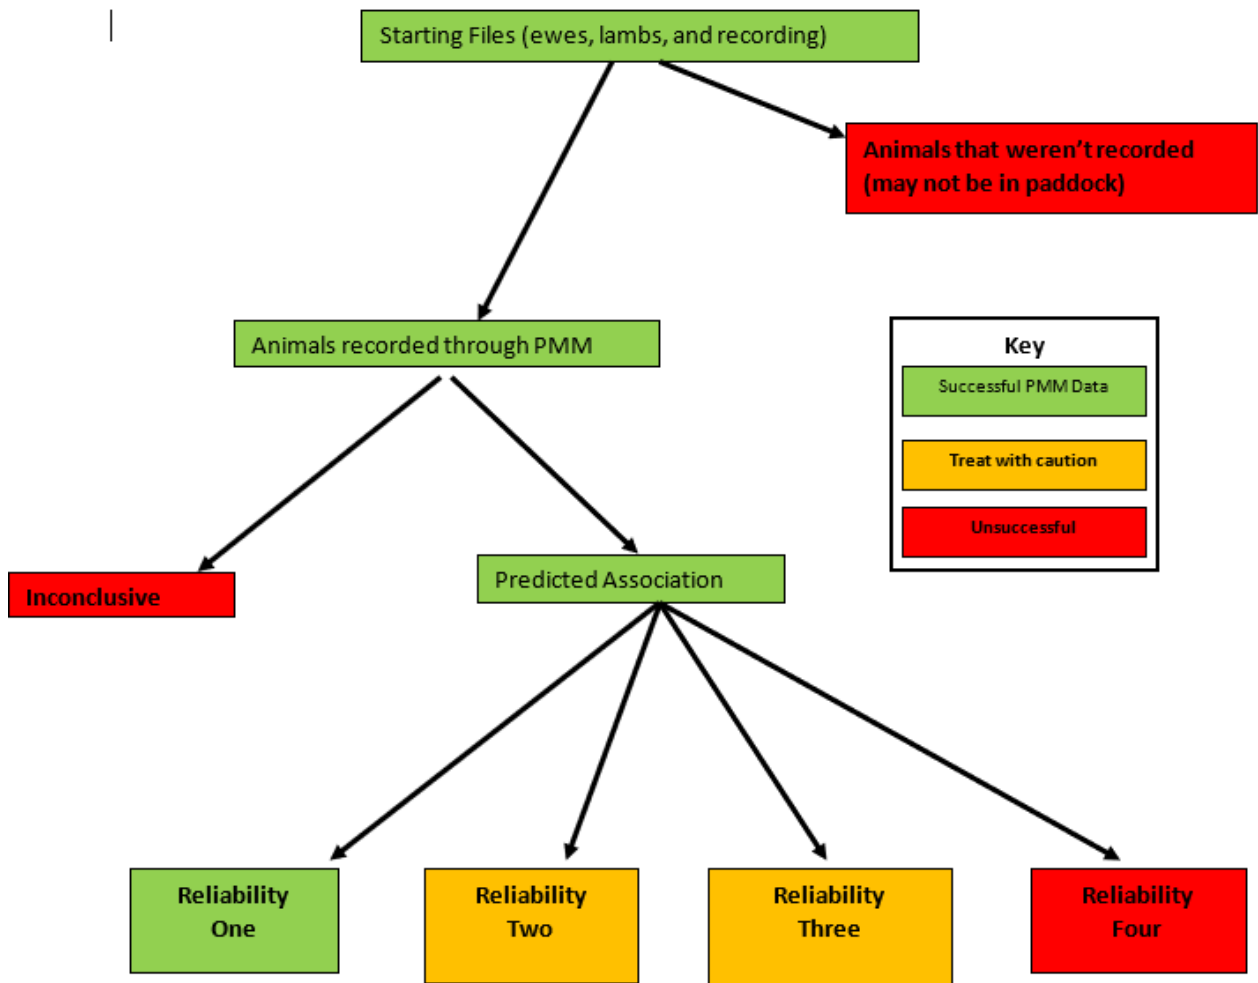 Starting Files (ewes, lambs, and recording)
Animals that weren't recorded
(may not be in paddock)
Animals recorded through PMM
Key
Successful PMM Data
Treat with caution
Unsuccessful
Inconclusive
Predicted Association
Reliability
One
Reliability
Two
Reliability
Three
Reliability
Four